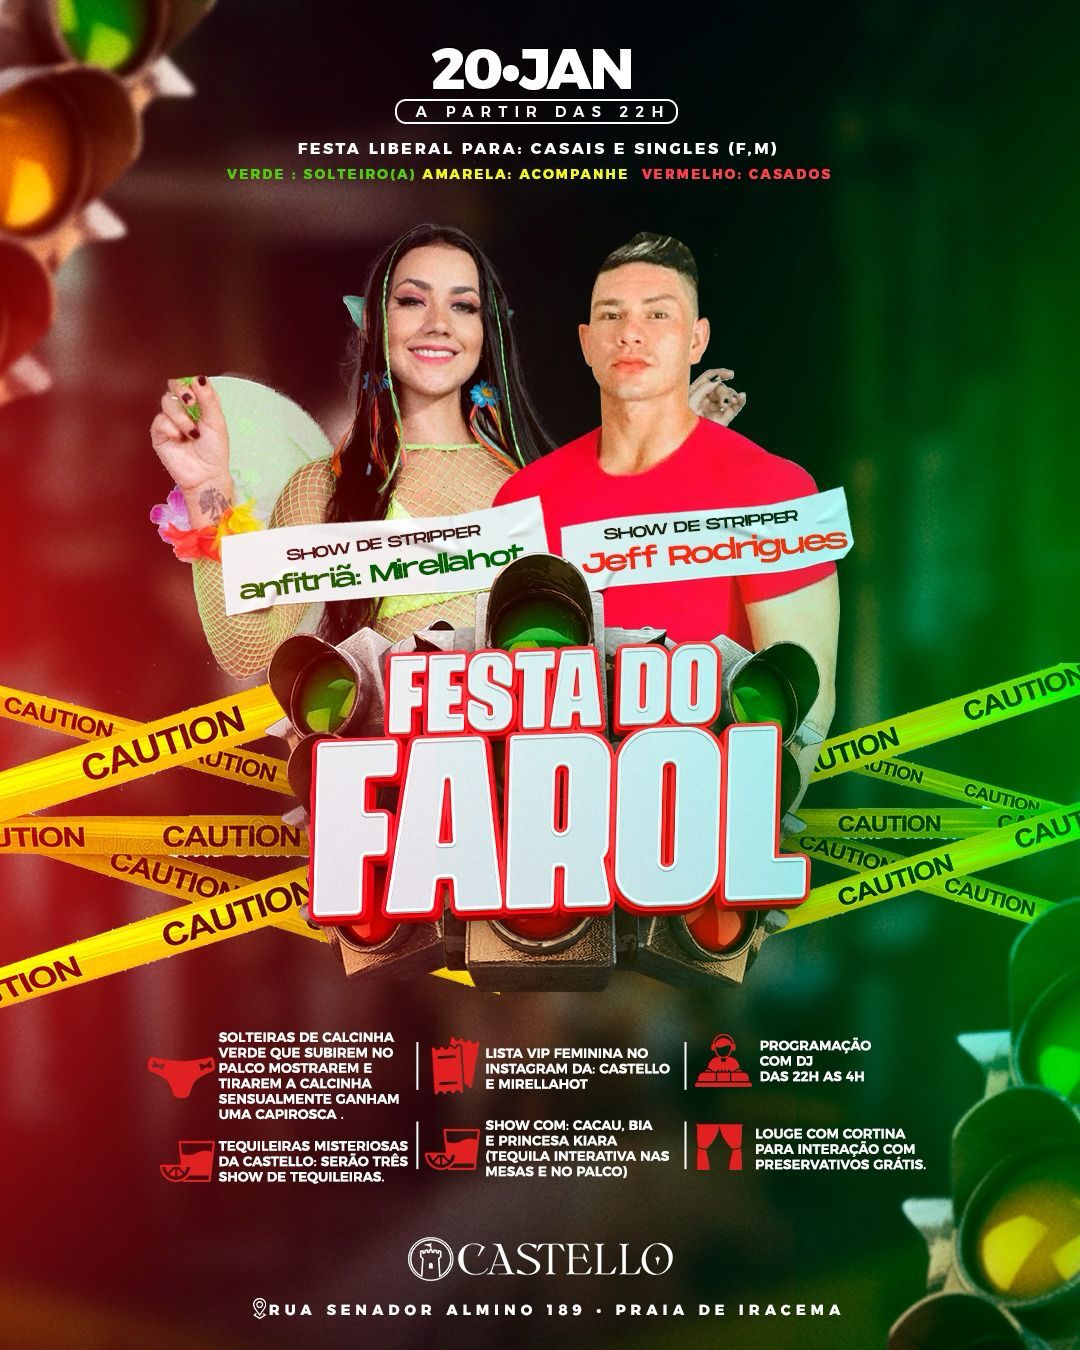 20•JAN
A PARTIR DAS 22H
FESTA LIBERAL PARA: CASAIS E SINGLES (F,M)
VERDE : SOLTEIRO(A) AMARELA: ACOMPANHE VERMELHO: CASADOS
SHOW DE STRIPPER
anfitriã: Mirellahot
SHOW DE STRIPPER
Jeff Rodrigues
FESTA DO
FAROL
CAUTION
CAUTION
CAUTION
CAUTION
CAUTION
CAUTION
CAUTION
CAUTION
CAUTION
CAUTION
CAUTION
CAUTION
CAUTION
SOLTEIRAS DE CALCINHA
VERDE QUE SUBIREM NO
PALCO MOSTRAREM E
TIRAREM A CALCINHA
SENSUALMENTE GANHAM
UMA CAPIROSCA .
LISTA VIP FEMININA NO
INSTAGRAM DA: CASTELLO
E MIRELLAHOT
PROGRAMAÇÃO
COM DJ
DAS 22H AS 4H
TEQUILEIRAS MISTERIOSAS
DA CASTELLO: SERÃO TRÊS
SHOW DE TEQUILEIRAS.
SHOW COM: CACAU, BIA
E PRINCESA KIARA
(TEQUILA INTERATIVA NAS
MESAS E NO PALCO)
LOUGE COM CORTINA
PARA INTERAÇÃO COM
PRESERVATIVOS GRÁTIS.
CASTELLO
RUA SENADOR ALMINO 189 • PRAIA DE IRACEMA